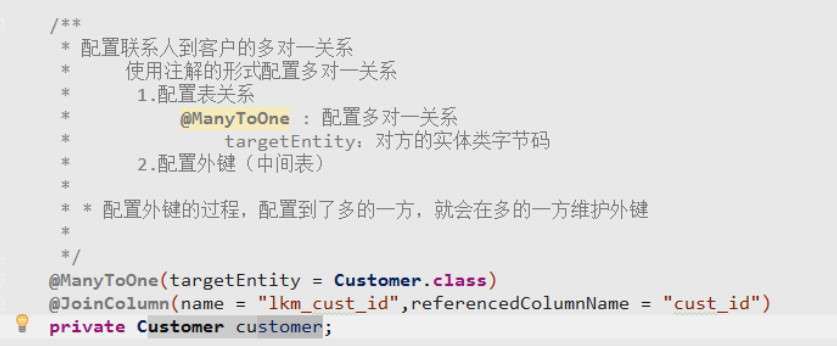 /**
* 配置联系人到客户的多对一关系
* 使用注解的形式配置多对一关系
* 1.配置表关系
* @ManyToOne : 配置多对一关系
* targetEntity：对方的实体类字节码
* 2.配置外键（中间表）
*
* * 配置外键的过程，配置到了多的一方，就会在多的一方维护外键
*
*/
@ManyToOne(targetEntity = Customer.class)
@JoinColumn(name = "lkm_cust_id",referencedColumnName = "cust_id")
private Customer customer;